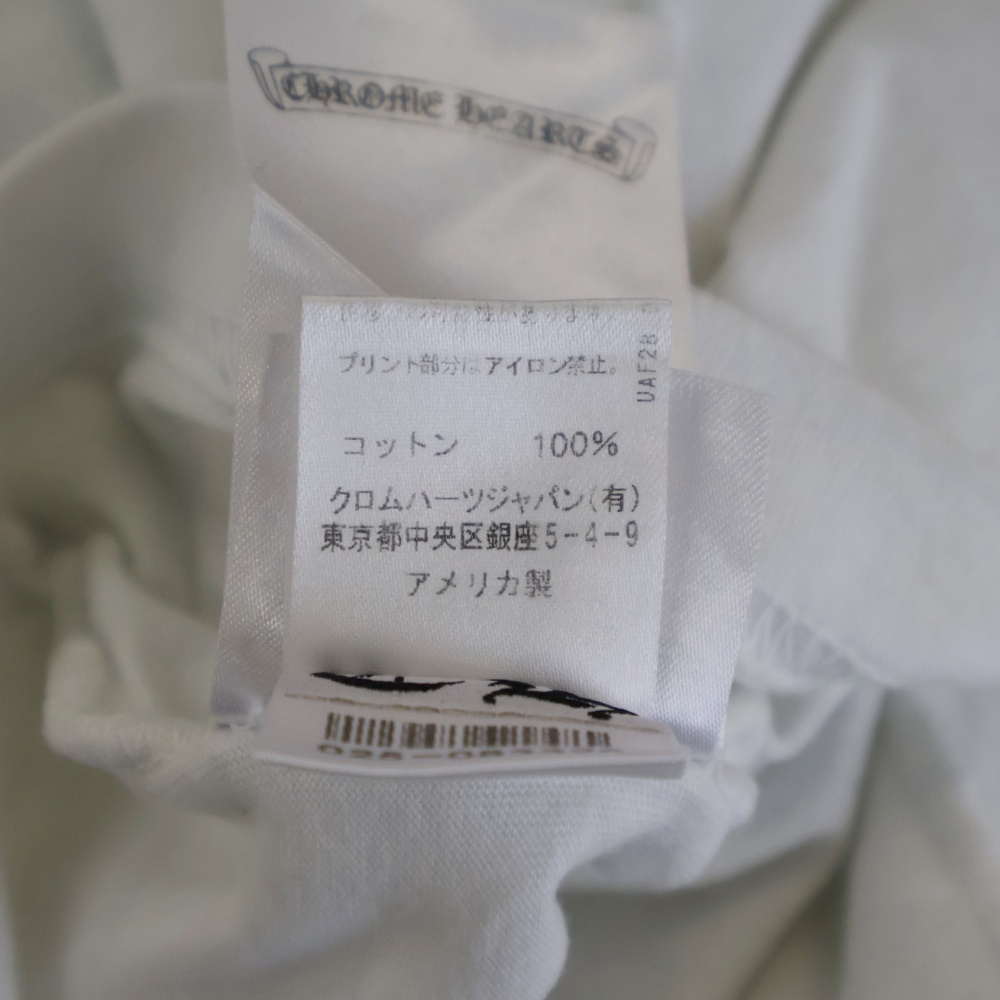 CHROME HEARTS
プリント部分はアイロン禁止。
UAF28
コットン 100%
クロムハーツジャパン(有)
東京都中央区銀座5-4-9
アメリカ製